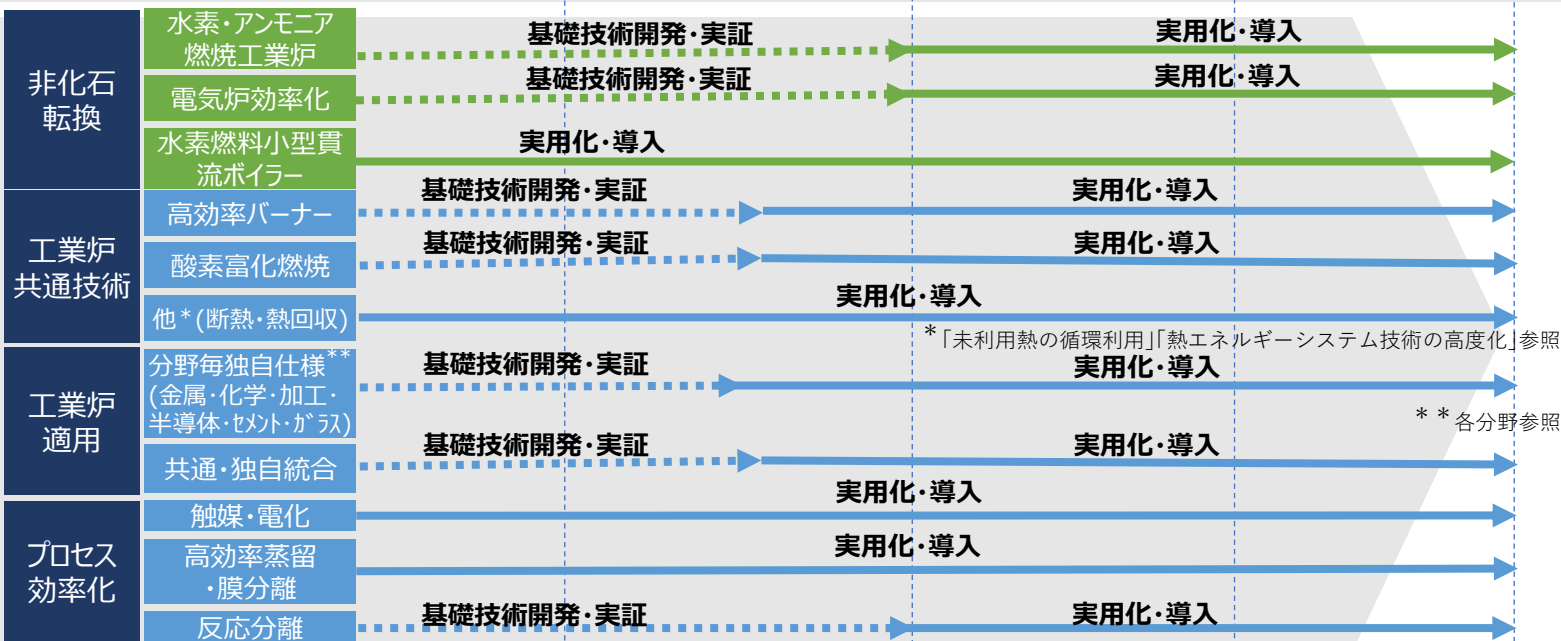 非化石
転換
水素・アンモニア
燃焼工業炉
基礎技術開発・実証
実用化・導入
電気炉効率化
基礎技術開発・実証
実用化・導入
水素燃料小型貫
流ボイラー
実用化・導入
工業炉
共通技術
高効率バーナー
基礎技術開発・実証
実用化・導入
酸素富化燃焼
基礎技術開発・実証
実用化・導入
他*(断熱・熱回収)
実用化・導入
*「未利用熱の循環利用」「熱エネルギーシステム技術の高度化」参照
工業炉
適用
分野毎独自仕様**
(金属・化学・加工・
半導体・セメント・ガラス)
基礎技術開発・実証
実用化・導入
**各分野参照
共通・独自統合
基礎技術開発・実証
実用化・導入
プロセス
効率化
触媒・電化
実用化・導入
高効率蒸留
・膜分離
実用化・導入
反応分離
基礎技術開発・実証
実用化・導入